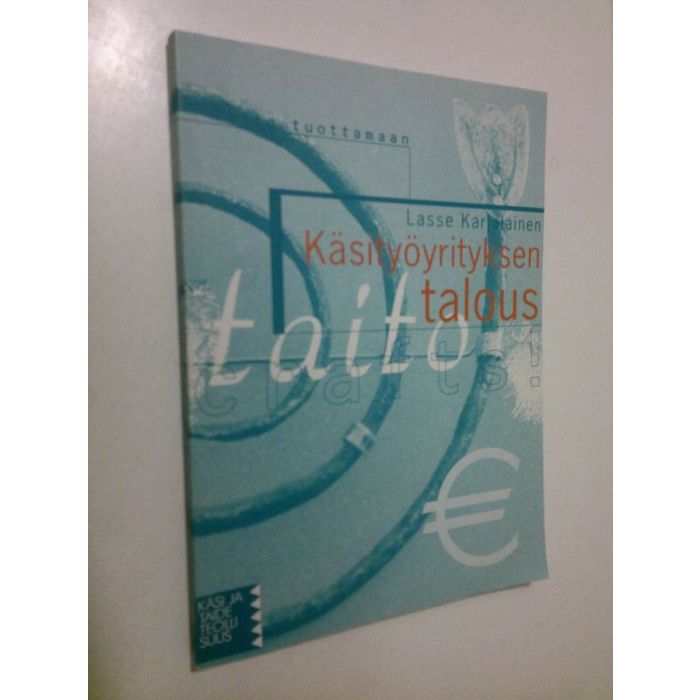 tuottamaan
Lasse Karjalainen
Käsityöyrityksen
talous
taito
crafts!
€
KÄSI JA
TAIDE
TEOLLI
SUUS